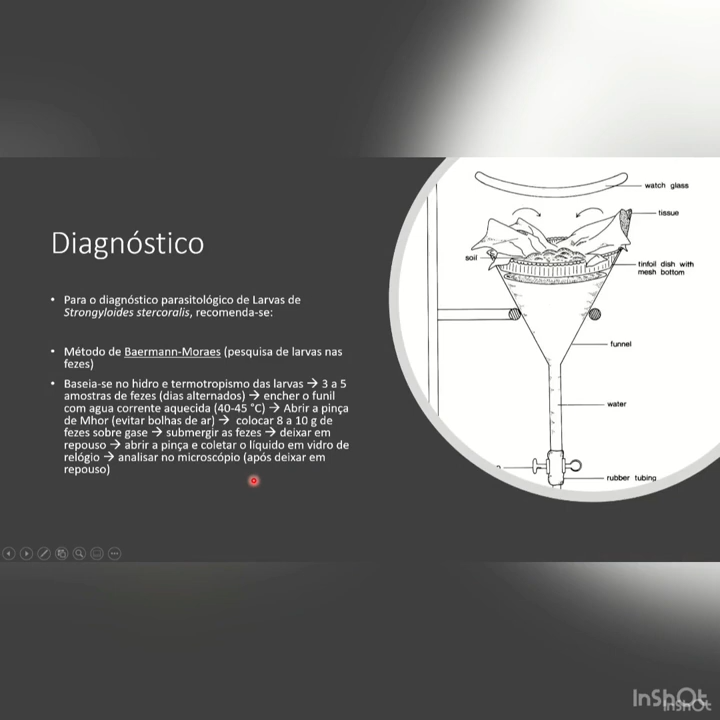 Diagnóstico
• Para o diagnóstico parasitológico de Larvas de
Strongyloides stercoralis, recomenda-se:
• Método de Baermann-Moraes (pesquisa de larvas nas
fezes)
• Baseia-se no hidro e termotropismo das larvas → 3 a 5
amostras de fezes (dias alternados) → encher o funil
com agua corrente aquecida (40-45 °C) → Abrir a pinça
de Mhor (evitar bolhas de ar) → colocar 8 a 10 g de
fezes sobre gase → submergir as fezes → deixar em
repouso → abrir a pinça e coletar o líquido em vidro de
relógio → analisar no microscópio (após deixar em
repouso)
watch glass
tissue
soil
tinfoil dish with
mesh bottom
funnel
water
rubber tubing
InShOt
InShOt